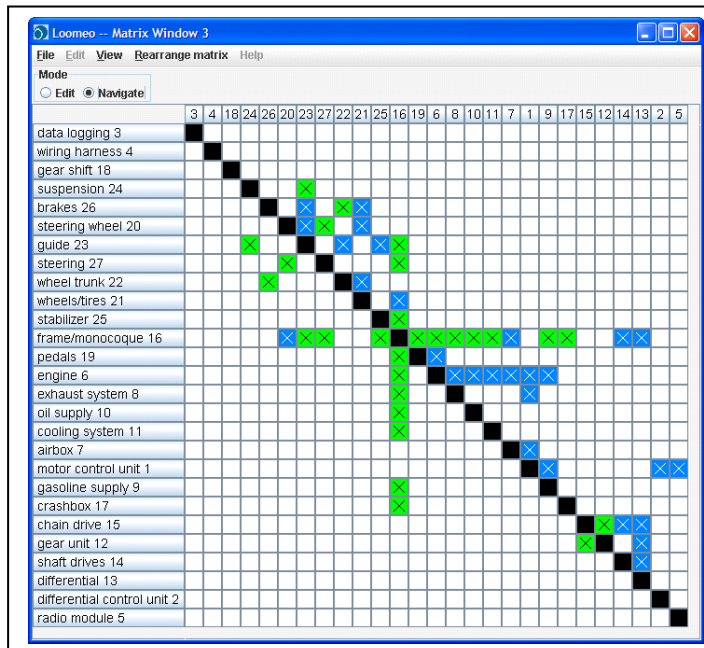 Loomeo -- Matrix Window 3
File Edit View Rearrange matrix Help
Mode
Edit Navigate
3 4 18 24 26 20 23 27 22 21 25 16 19 6 8 10 11 7 1 9 17 15 12 14 13 2 5
data logging 3
wiring harness 4
gear shift 18
suspension 24
brakes 26
steering wheel 20
guide 23
steering 27
wheel trunk 22
wheels/tires 21
stabilizer 25
frame/monocoque 16
pedals 19
engine 6
exhaust system 8
oil supply 10
cooling system 11
airbox 7
motor control unit 1
gasoline supply 9
crashbox 17
chain drive 15
gear unit 12
shaft drives 14
differential 13
differential control unit 2
radio module 5